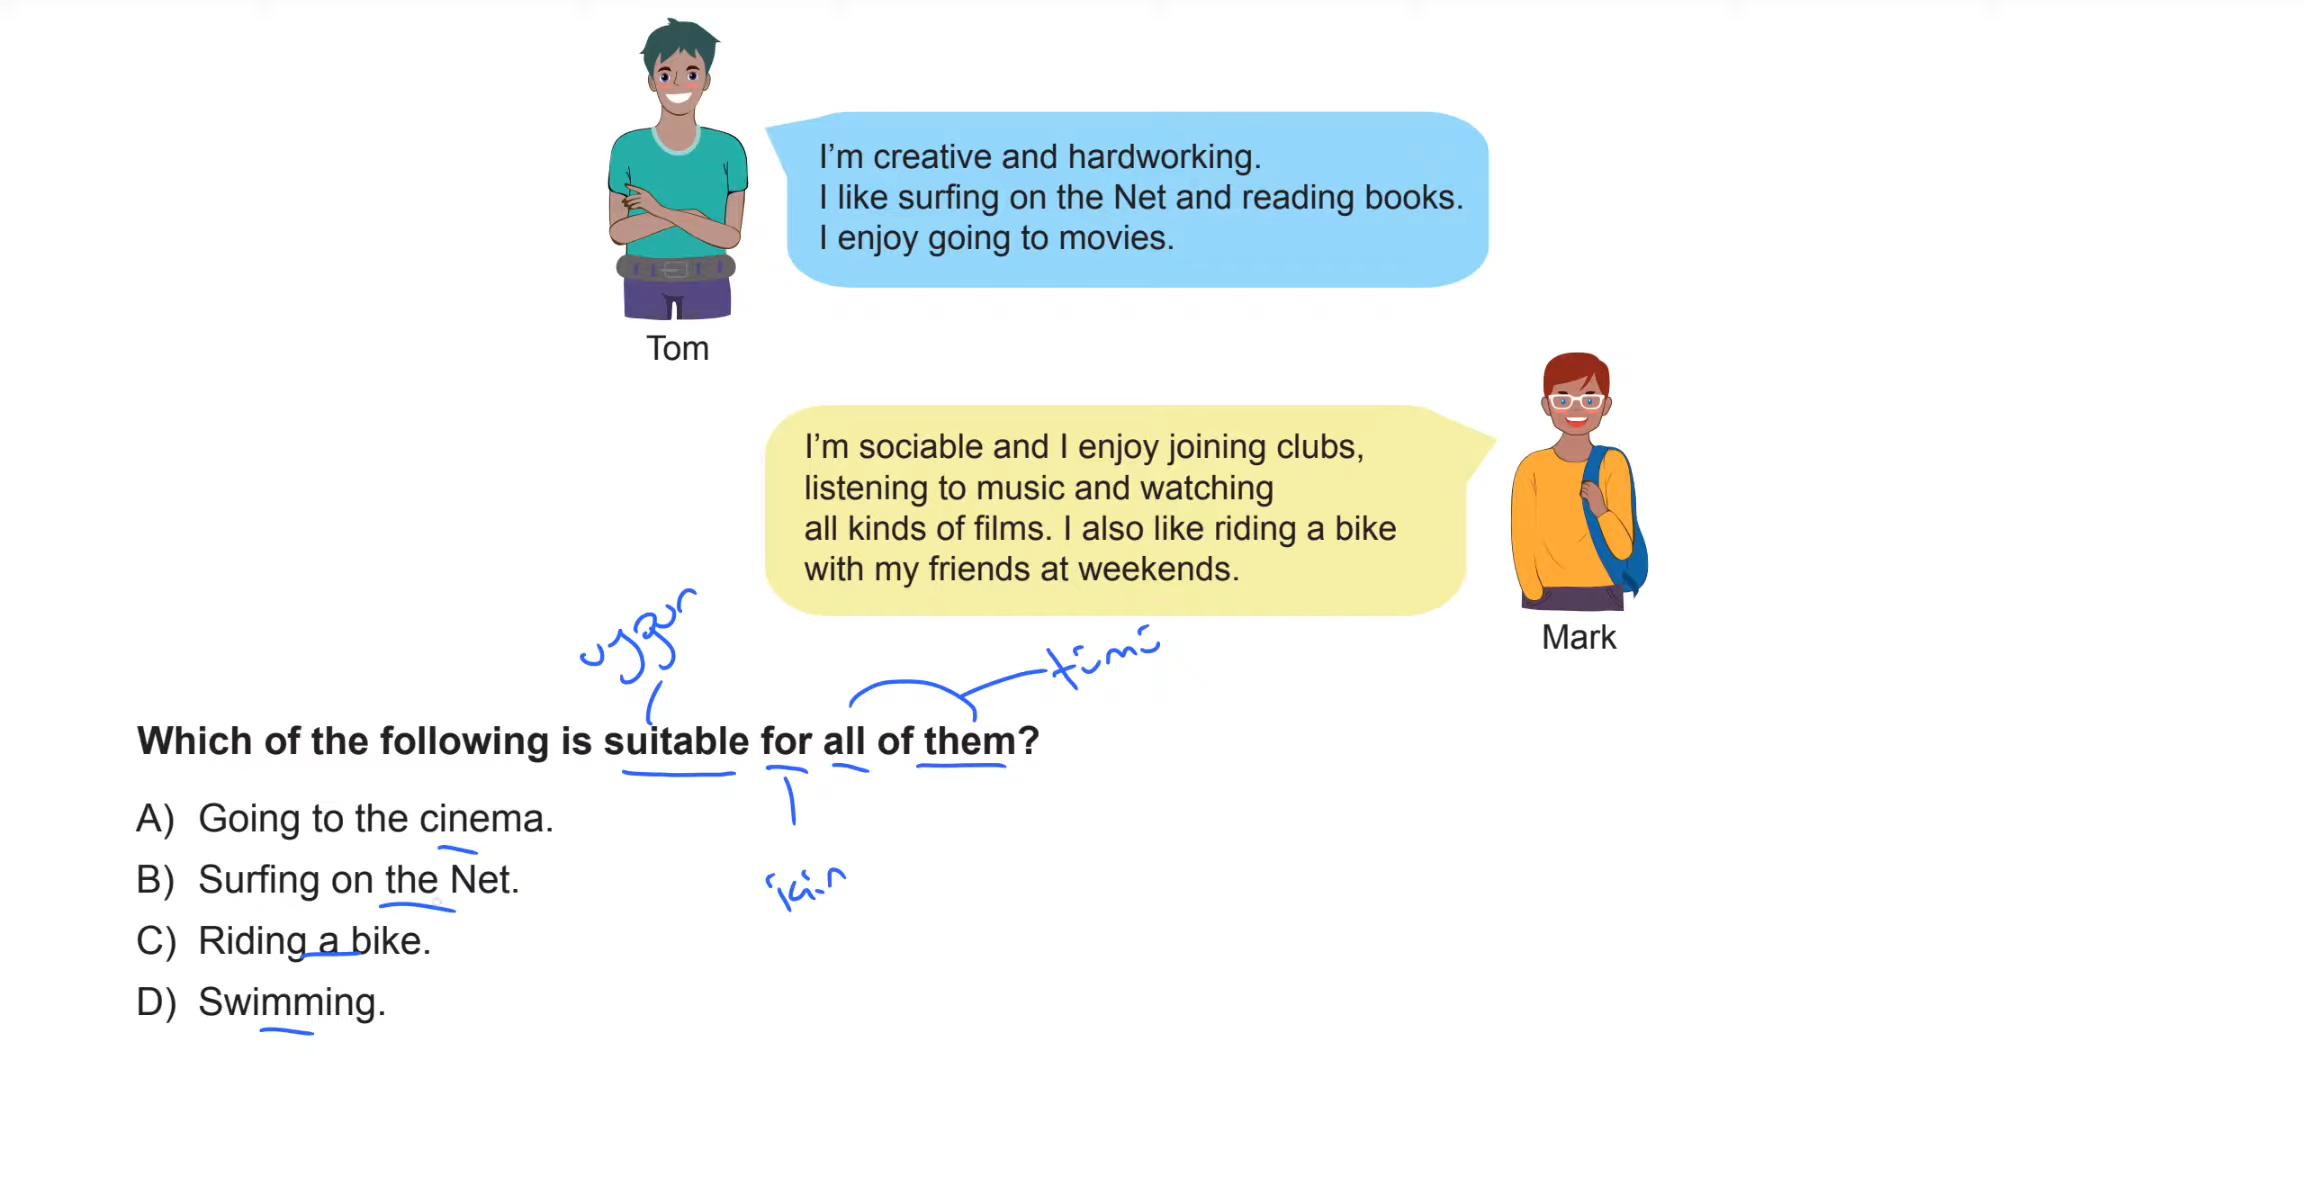 I'm creative and hardworking.
I like surfing on the Net and reading books.
I enjoy going to movies.
Tom
I'm sociable and I enjoy joining clubs,
listening to music and watching
all kinds of films. I also like riding a bike
with my friends at weekends.
Mark
uygun
tümü
Which of the following is suitable for all of them?
A) Going to the cinema.
B) Surfing on the Net.
için
C) Riding a bike.
D) Swimming.